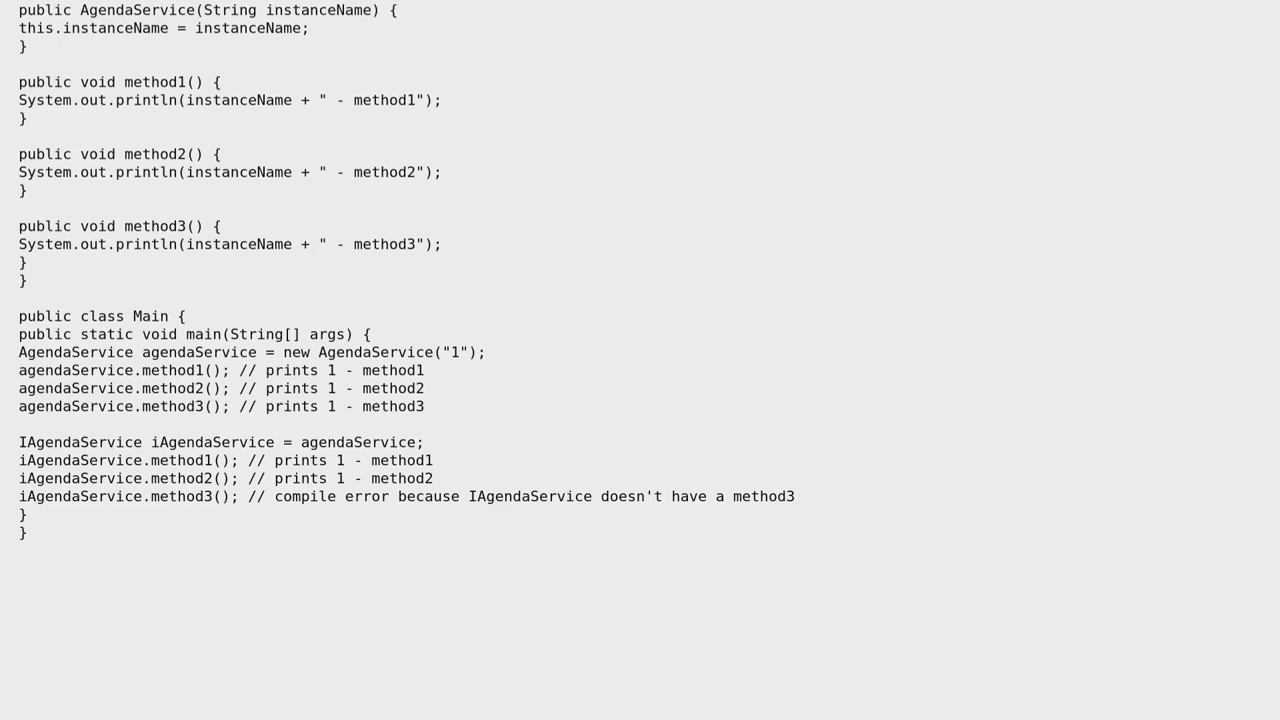 public AgendaService(String instanceName) {
this.instanceName = instanceName;
}

public void method1() {
System.out.println(instanceName + " - method1");
}

public void method2() {
System.out.println(instanceName + " - method2");
}

public void method3() {
System.out.println(instanceName + " - method3");
}
}

public class Main {
public static void main(String[] args) {
AgendaService agendaService = new AgendaService("1");
agendaService.method1(); // prints 1 - method1
agendaService.method2(); // prints 1 - method2
agendaService.method3(); // prints 1 - method3

IAgendaService iAgendaService = agendaService;
iAgendaService.method1(); // prints 1 - method1
iAgendaService.method2(); // prints 1 - method2
iAgendaService.method3(); // compile error because IAgendaService doesn't have a method3
}
}